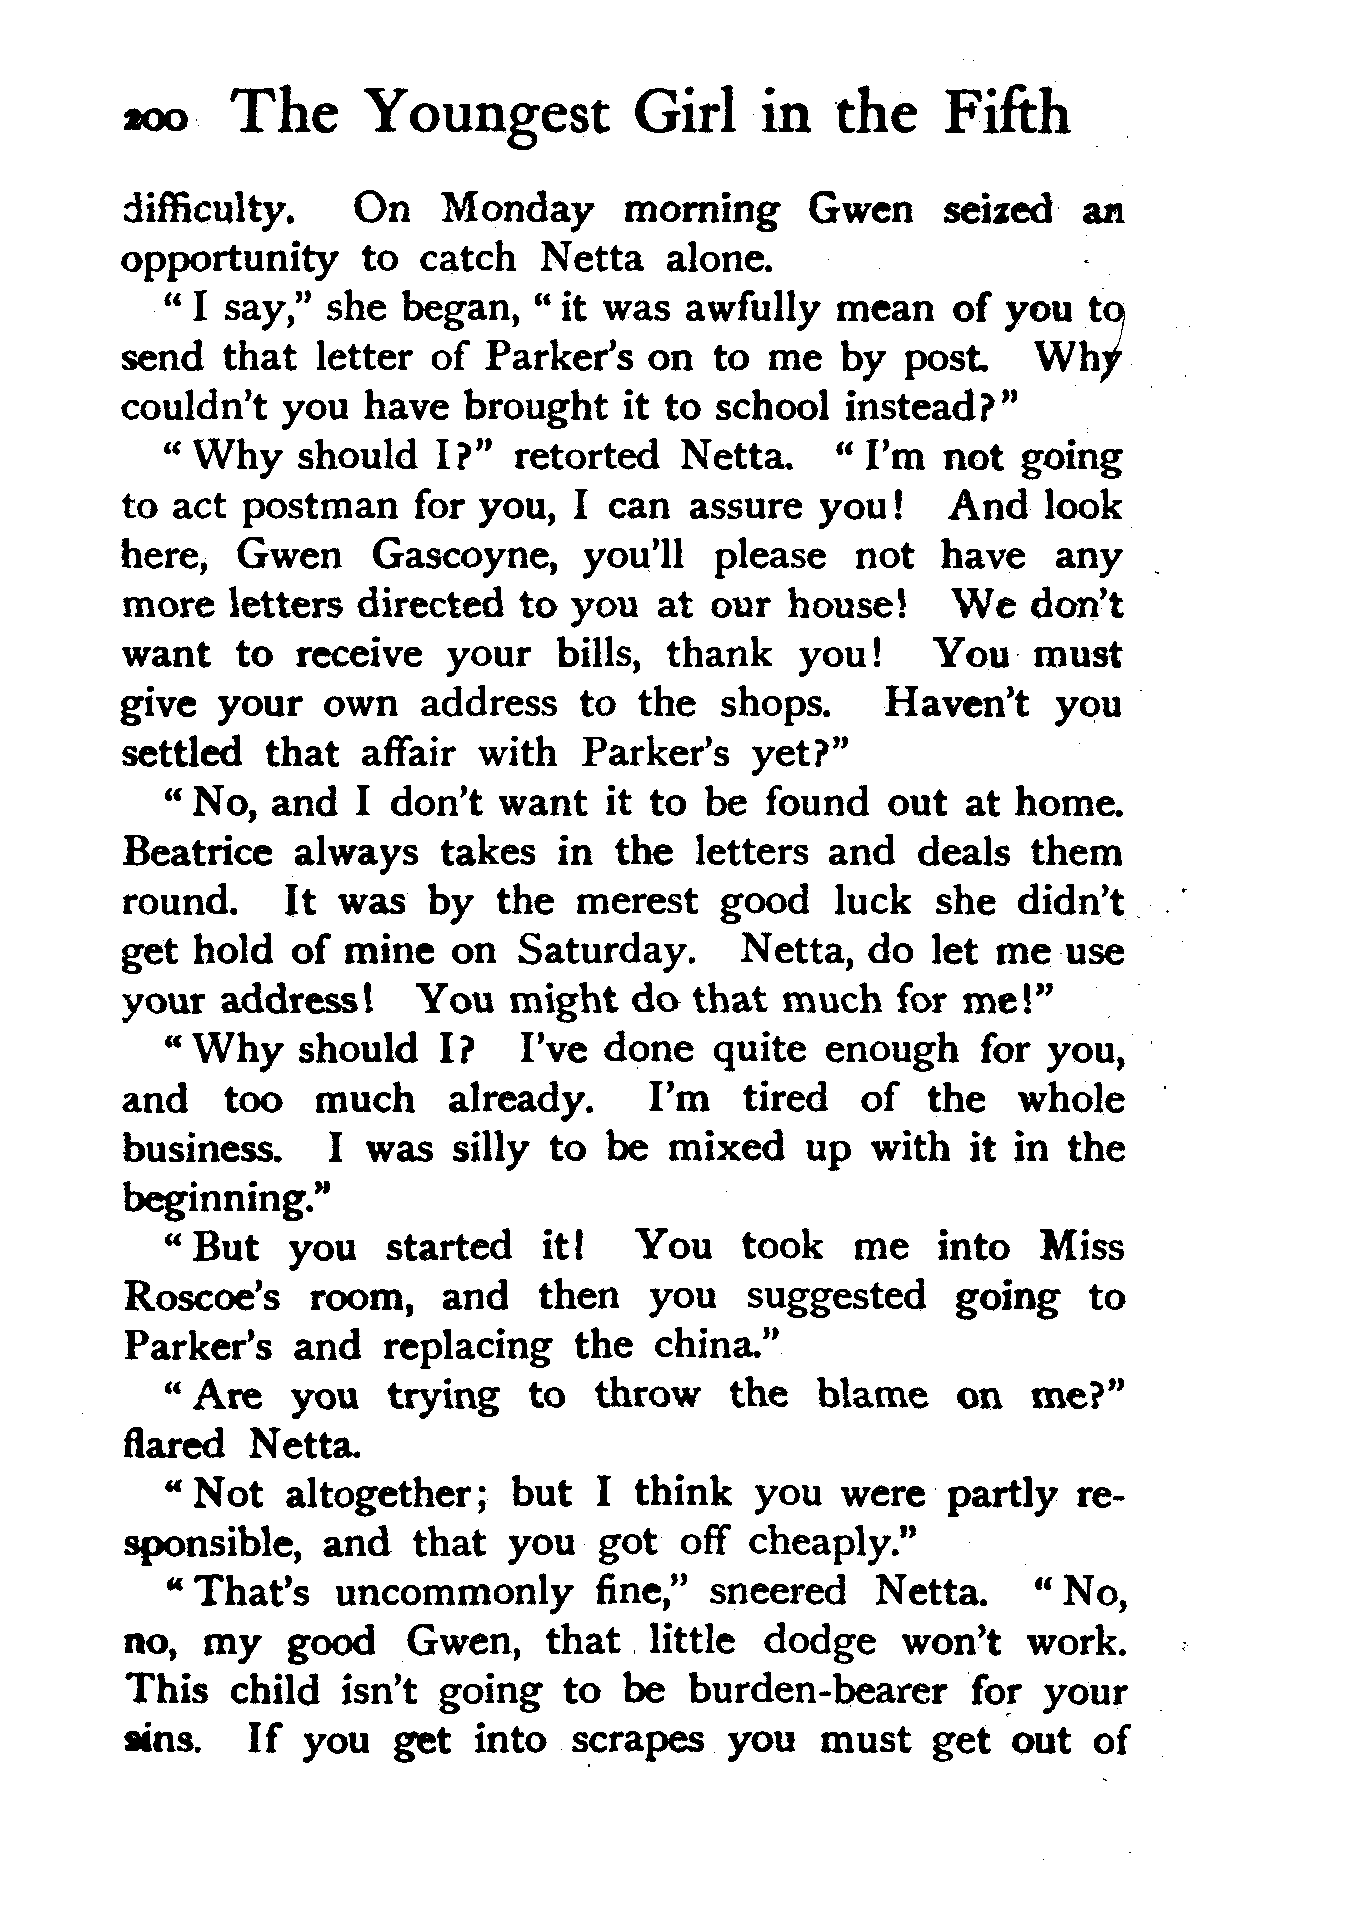 200 The Youngest Girl in the Fifth
difficulty. On Monday morning Gwen seized an
opportunity to catch Netta alone.
“I say,” she began, “it was awfully mean of you to
send that letter of Parker’s on to me by post. Why
couldn’t you have brought it to school instead?”
“Why should I?” retorted Netta. “I’m not going
to act postman for you, I can assure you! And look
here, Gwen Gascoyne, you’ll please not have any
more letters directed to you at our house! We don’t
want to receive your bills, thank you! You must
give your own address to the shops. Haven’t you
settled that affair with Parker’s yet?”
“No, and I don’t want it to be found out at home.
Beatrice always takes in the letters and deals them
round. It was by the merest good luck she didn’t
get hold of mine on Saturday. Netta, do let me use
your address! You might do that much for me!”
“Why should I? I’ve done quite enough for you,
and too much already. I’m tired of the whole
business. I was silly to be mixed up with it in the
beginning.”
“But you started it! You took me into Miss
Roscoe’s room, and then you suggested going to
Parker’s and replacing the china.”
“Are you trying to throw the blame on me?”
flared Netta.
“Not altogether; but I think you were partly re-
sponsible, and that you got off cheaply.”
“That’s uncommonly fine,” sneered Netta. “No,
no, my good Gwen, that little dodge won’t work.
This child isn’t going to be burden-bearer for your
sins. If you get into scrapes you must get out of